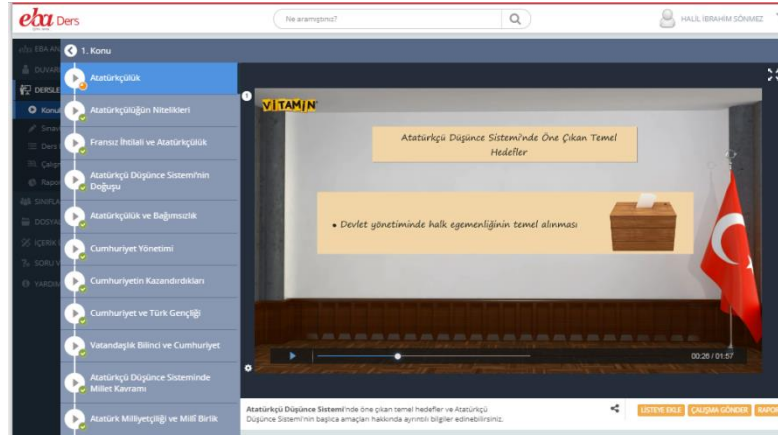 eba Ders
Ne aramıştınız?
HALİL İBRAHİM SÖNMEZ
1. Konu
Atatürkçülük
Atatürkçülüğün Nitelikleri
Fransız İhtilali ve Atatürkçülük
Atatürkçü Düşünce Sistemi'nin
Doğuşu
Atatürkçülük ve Bağımsızlık
Cumhuriyet Yönetimi
Cumhuriyetin Kazandırdıkları
Cumhuriyet ve Türk Gençliği
Vatandaşlık Bilinci ve Cumhuriyet
Atatürkçü Düşünce Sisteminde
Millet Kavramı
Atatürk Milliyetçiliği ve Millî Birlik
1
VİTAMİN
Atatürkçü Düşünce Sistemi'nde Öne Çıkan Temel
Hedefler
• Devlet yönetiminde halk egemenliğinin temel alınması
00:26 / 01:57
Atatürkçü Düşünce Sistemi'nde öne çıkan temel hedefler ve Atatürkçü
Düşünce Sistemi'nin başlıca amaçları hakkında ayrıntılı bilgiler edinebilirsiniz.
LİSTEYE EKLE
ÇALIŞMA GÖNDER
RAPOR